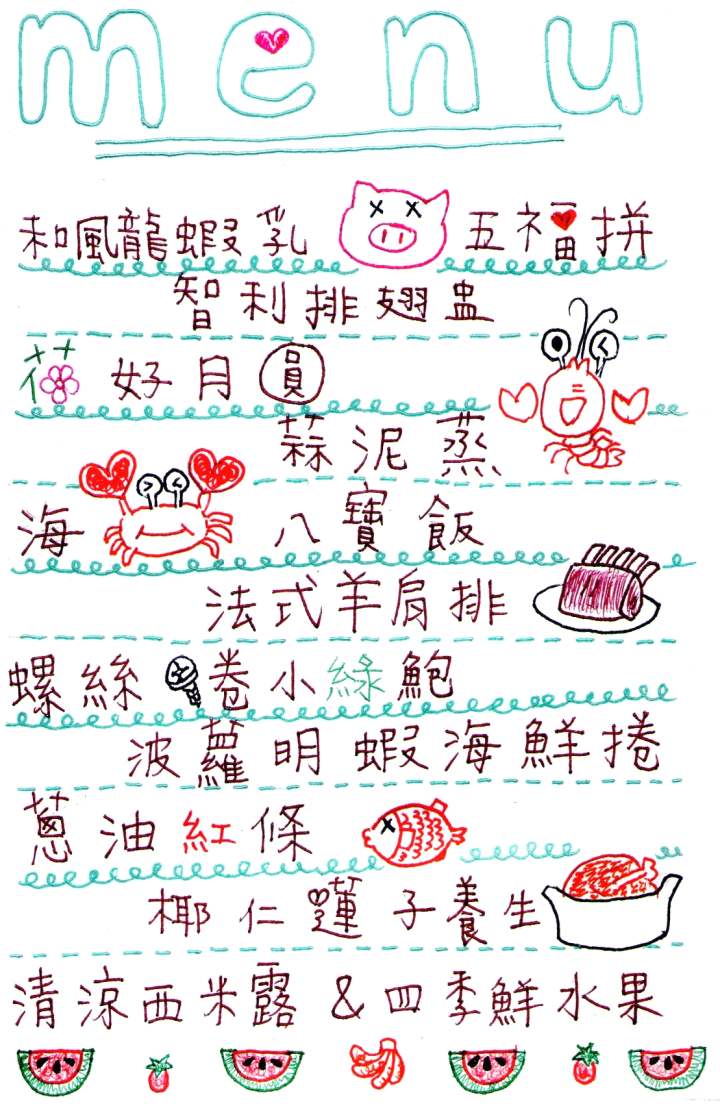 menu
和風龍蝦乳 五福拼
智利排翅盅
花好月圓
蒜泥蒸
海 八寶飯
法式羊肩排
螺絲卷小綠鮑
波蘿明蝦海鮮捲
蔥油紅條
椰仁蓮子養生
清涼西米露 & 四季鮮水果